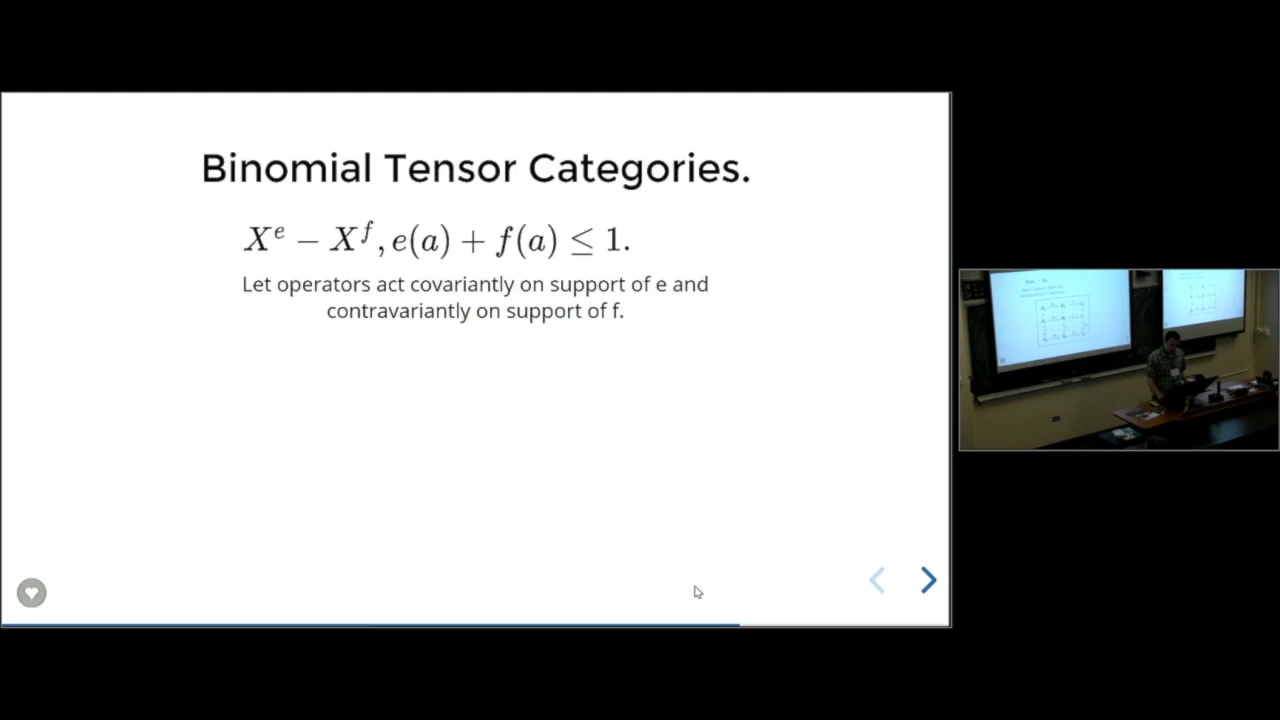 Binomial Tensor Categories.
X^e − X^f, e(a) + f(a) ≤ 1.
Let operators act covariantly on support of e and
contravariantly on support of f.